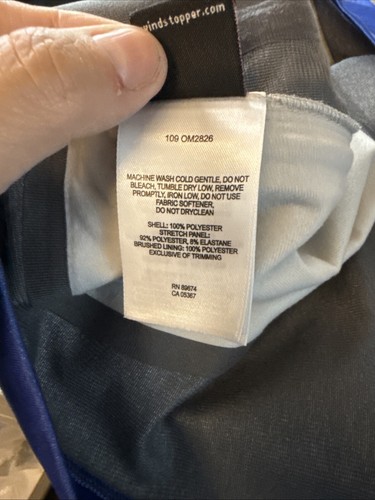 windstopper.com
109 OM2826
MACHINE WASH COLD GENTLE, DO NOT
BLEACH, TUMBLE DRY LOW, REMOVE
PROMPTLY, IRON LOW, DO NOT USE
FABRIC SOFTENER,
DO NOT DRYCLEAN
SHELL: 100% POLYESTER
STRETCH PANEL:
92% POLYESTER, 8% ELASTANE
BRUSHED LINING: 100% POLYESTER
EXCLUSIVE OF TRIMMING
RN 89674
CA 05367